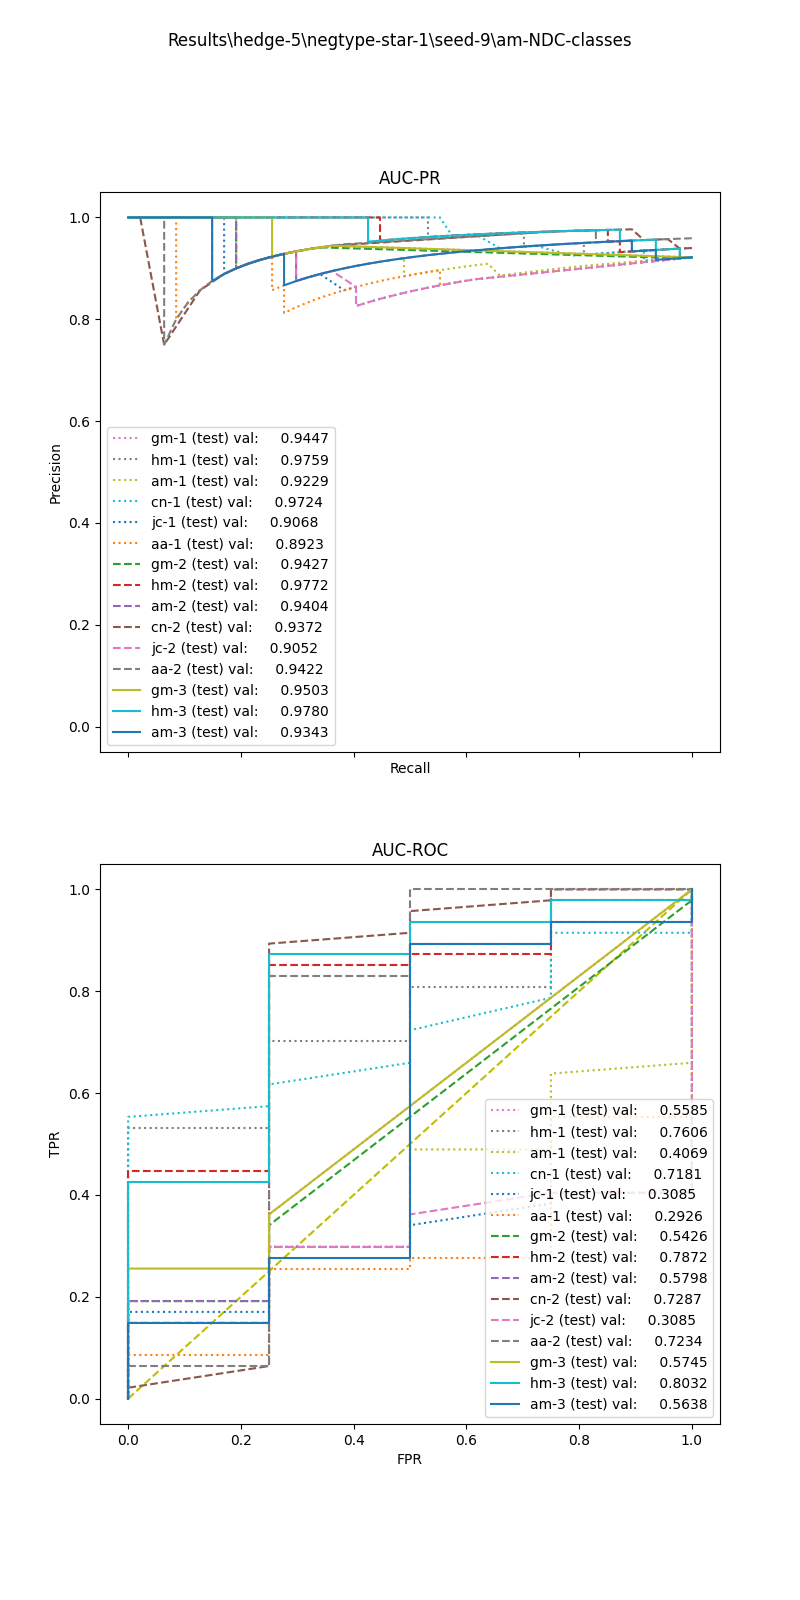 Results\hedge-5\negtype-star-1\seed-9\am-NDC-classes
AUC-PR
1.0
0.8
0.6
0.4
0.2
0.0
Precision
gm-1 (test) val: 0.9447
hm-1 (test) val: 0.9759
am-1 (test) val: 0.9229
cn-1 (test) val: 0.9724
jc-1 (test) val: 0.9068
aa-1 (test) val: 0.8923
gm-2 (test) val: 0.9427
hm-2 (test) val: 0.9772
am-2 (test) val: 0.9404
cn-2 (test) val: 0.9372
jc-2 (test) val: 0.9052
aa-2 (test) val: 0.9422
gm-3 (test) val: 0.9503
hm-3 (test) val: 0.9780
am-3 (test) val: 0.9343
Recall
AUC-ROC
1.0
0.8
0.6
0.4
0.2
0.0
TPR
gm-1 (test) val: 0.5585
hm-1 (test) val: 0.7606
am-1 (test) val: 0.4069
cn-1 (test) val: 0.7181
jc-1 (test) val: 0.3085
aa-1 (test) val: 0.2926
gm-2 (test) val: 0.5426
hm-2 (test) val: 0.7872
am-2 (test) val: 0.5798
cn-2 (test) val: 0.7287
jc-2 (test) val: 0.3085
aa-2 (test) val: 0.7234
gm-3 (test) val: 0.5745
hm-3 (test) val: 0.8032
am-3 (test) val: 0.5638
0.0 0.2 0.4 0.6 0.8 1.0
FPR